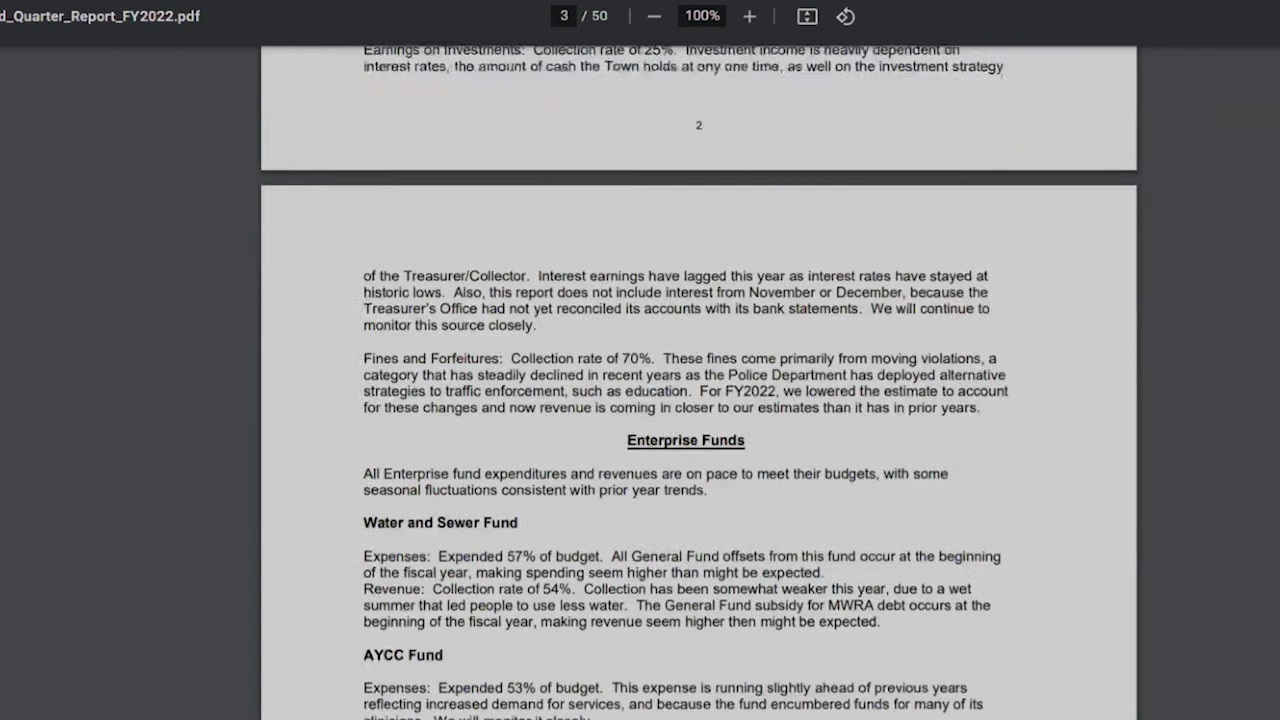 d_Quarter_Report_FY2022.pdf
3 / 50
100%
Earnings on Investments: Collection rate of 25%. Investment income is heavily dependent on
interest rates, the amount of cash the Town holds at any one time, as well on the investment strategy
2
of the Treasurer/Collector. Interest earnings have lagged this year as interest rates have stayed at
historic lows. Also, this report does not include interest from November or December, because the
Treasurer's Office had not yet reconciled its accounts with its bank statements. We will continue to
monitor this source closely.
Fines and Forfeitures: Collection rate of 70%. These fines come primarily from moving violations, a
category that has steadily declined in recent years as the Police Department has deployed alternative
strategies to traffic enforcement, such as education. For FY2022, we lowered the estimate to account
for these changes and now revenue is coming in closer to our estimates than it has in prior years.
Enterprise Funds
All Enterprise fund expenditures and revenues are on pace to meet their budgets, with some
seasonal fluctuations consistent with prior year trends.
Water and Sewer Fund
Expenses: Expended 57% of budget. All General Fund offsets from this fund occur at the beginning
of the fiscal year, making spending seem higher than might be expected.
Revenue: Collection rate of 54%. Collection has been somewhat weaker this year, due to a wet
summer that led people to use less water. The General Fund subsidy for MWRA debt occurs at the
beginning of the fiscal year, making revenue seem higher then might be expected.
AYCC Fund
Expenses: Expended 53% of budget. This expense is running slightly ahead of previous years
reflecting increased demand for services, and because the fund encumbered funds for many of its
clinicians. We will monitor it closely.